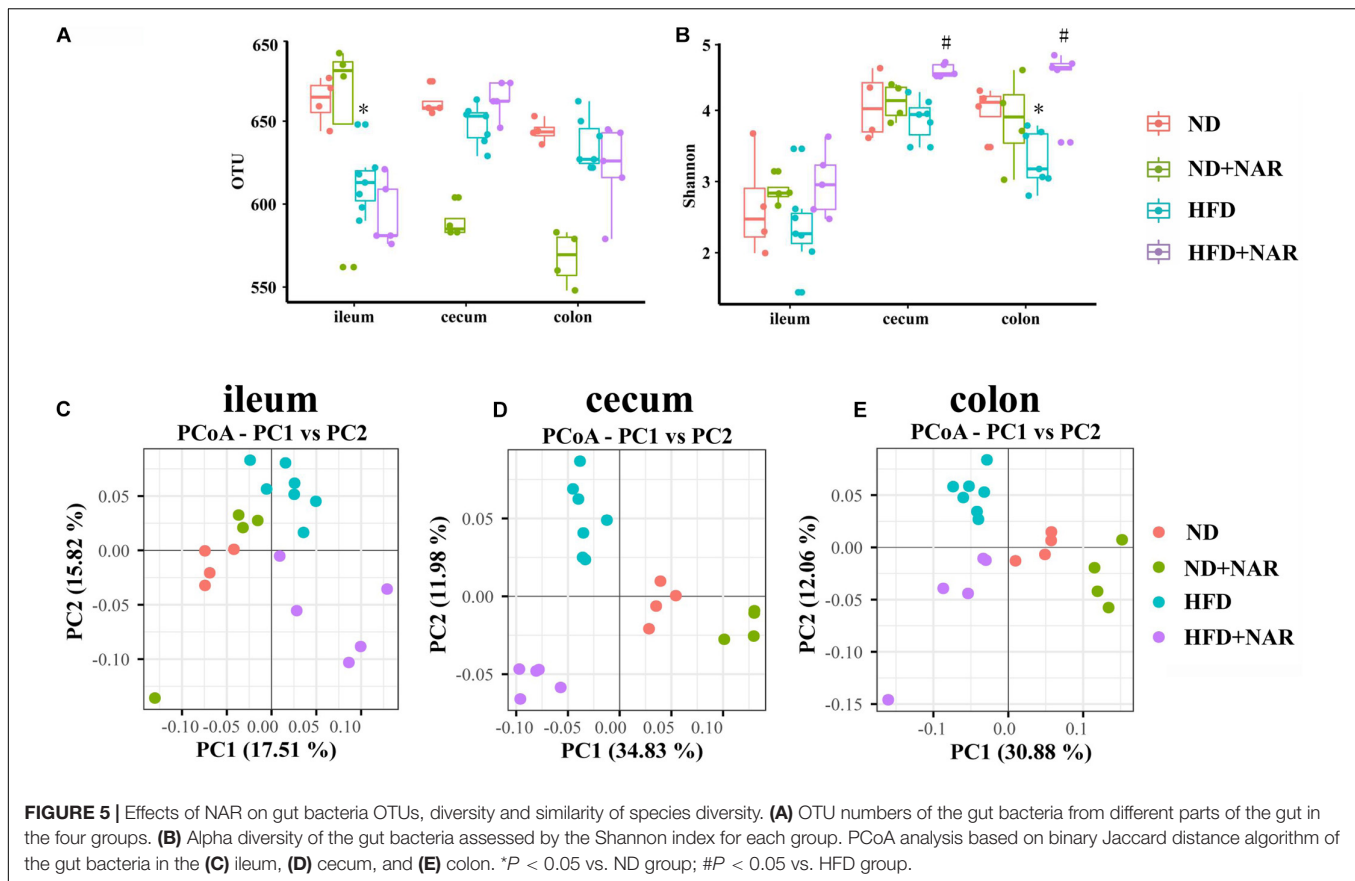 A
B
650
650
600
550
OTU
*
ileum
cecum
colon
5
4
3
2
1
Shannon
#
#
*
ileum
cecum
colon
ND
ND+NAR
HFD
HFD+NAR
C
ileum
PCoA - PC1 vs PC2
0.05
0.00
-0.05
-0.10
PC2 (15.82 %)
-0.10
-0.05
0.00
0.05
0.10
PC1 (17.51 %)
D
cecum
PCoA - PC1 vs PC2
0.05
0.00
-0.05
PC2 (11.98 %)
-0.10
-0.05
0.00
0.05
0.10
PC1 (34.83 %)
E
colon
PCoA - PC1 vs PC2
0.05
0.00
-0.05
-0.10
-0.15
PC2 (12.06 %)
-0.1
0.0
0.1
PC1 (30.88 %)
ND
ND+NAR
HFD
HFD+NAR
FIGURE 5 | Effects of NAR on gut bacteria OTUs, diversity and similarity of species diversity. (A) OTU numbers of the gut bacteria from different parts of the gut in
the four groups. (B) Alpha diversity of the gut bacteria assessed by the Shannon index for each group. PCoA analysis based on binary Jaccard distance algorithm of
the gut bacteria in the (C) ileum, (D) cecum, and (E) colon. *P < 0.05 vs. ND group; #P < 0.05 vs. HFD group.